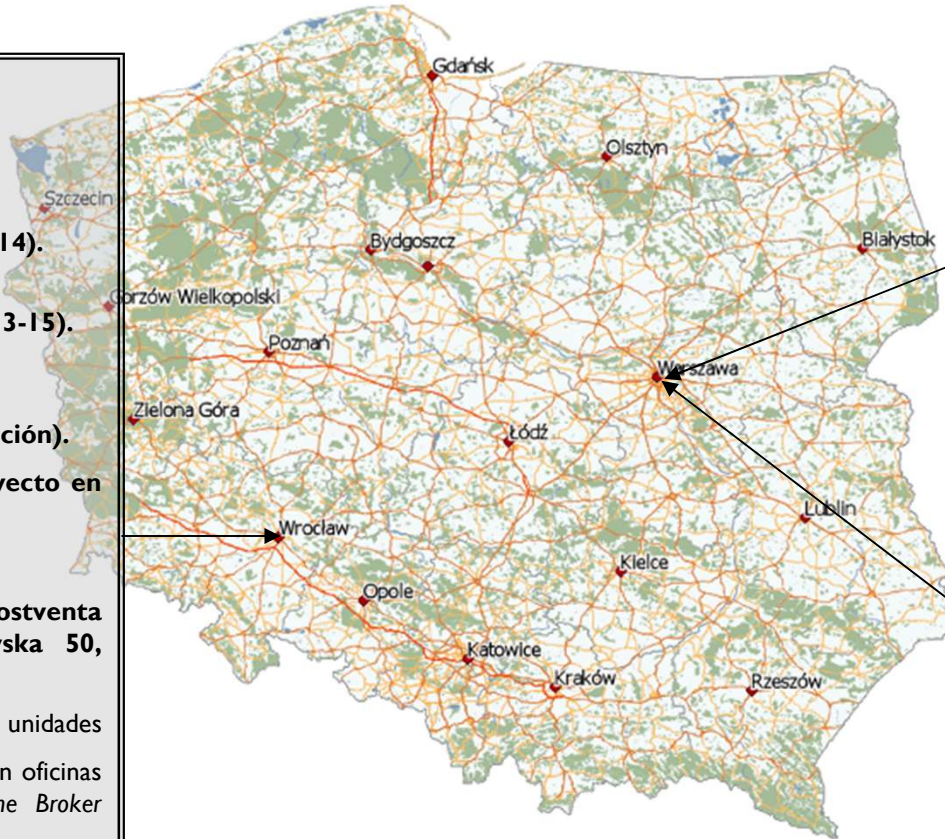 14).
3-15).
ción).
yecto en
ostventa
vska 50,
unidades
n oficinas
ne Broker
Gdańsk
Olsztyn
Szczecin
Bydgoszcz
Białystok
Gorzów Wielkopolski
Poznań
Warszawa
Zielona Góra
Łódź
Lublin
Wrocław
Kielce
Opole
Katowice
Kraków
Rzeszów